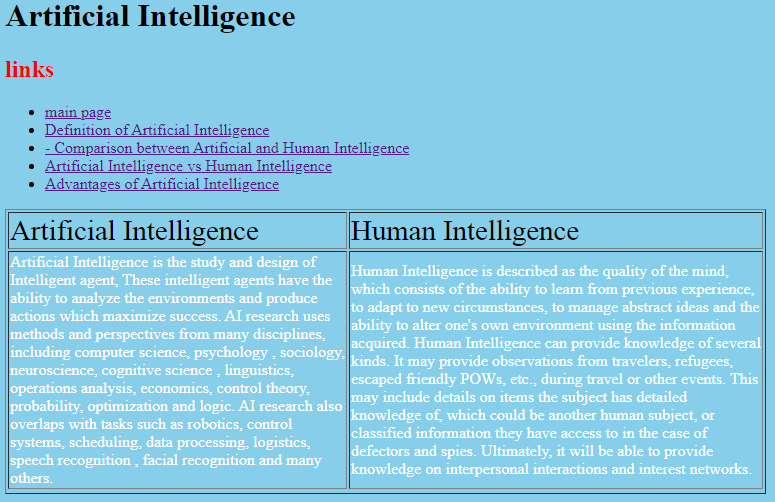 Artificial Intelligence
links
main page
Definition of Artificial Intelligence
- Comparison between Artificial and Human Intelligence
Artificial Intelligence vs Human Intelligence
Advantages of Artificial Intelligence
Artificial Intelligence
Human Intelligence
Artificial Intelligence is the study and design of
Intelligent agent, These intelligent agents have the
ability to analyze the environments and produce
actions which maximize success. AI research uses
methods and perspectives from many disciplines,
including computer science, psychology , sociology,
neuroscience, cognitive science , linguistics,
operations analysis, economics, control theory,
probability, optimization and logic. AI research also
overlaps with tasks such as robotics, control
systems, scheduling, data processing, logistics,
speech recognition , facial recognition and many
others.
Human Intelligence is described as the quality of the mind,
which consists of the ability to learn from previous experience,
to adapt to new circumstances, to manage abstract ideas and the
ability to alter one's own environment using the information
acquired. Human Intelligence can provide knowledge of several
kinds. It may provide observations from travelers, refugees,
escaped friendly POWs, etc., during travel or other events. This
may include details on items the subject has detailed
knowledge of, which could be another human subject, or
classified information they have access to in the case of
defectors and spies. Ultimately, it will be able to provide
knowledge on interpersonal interactions and interest networks.